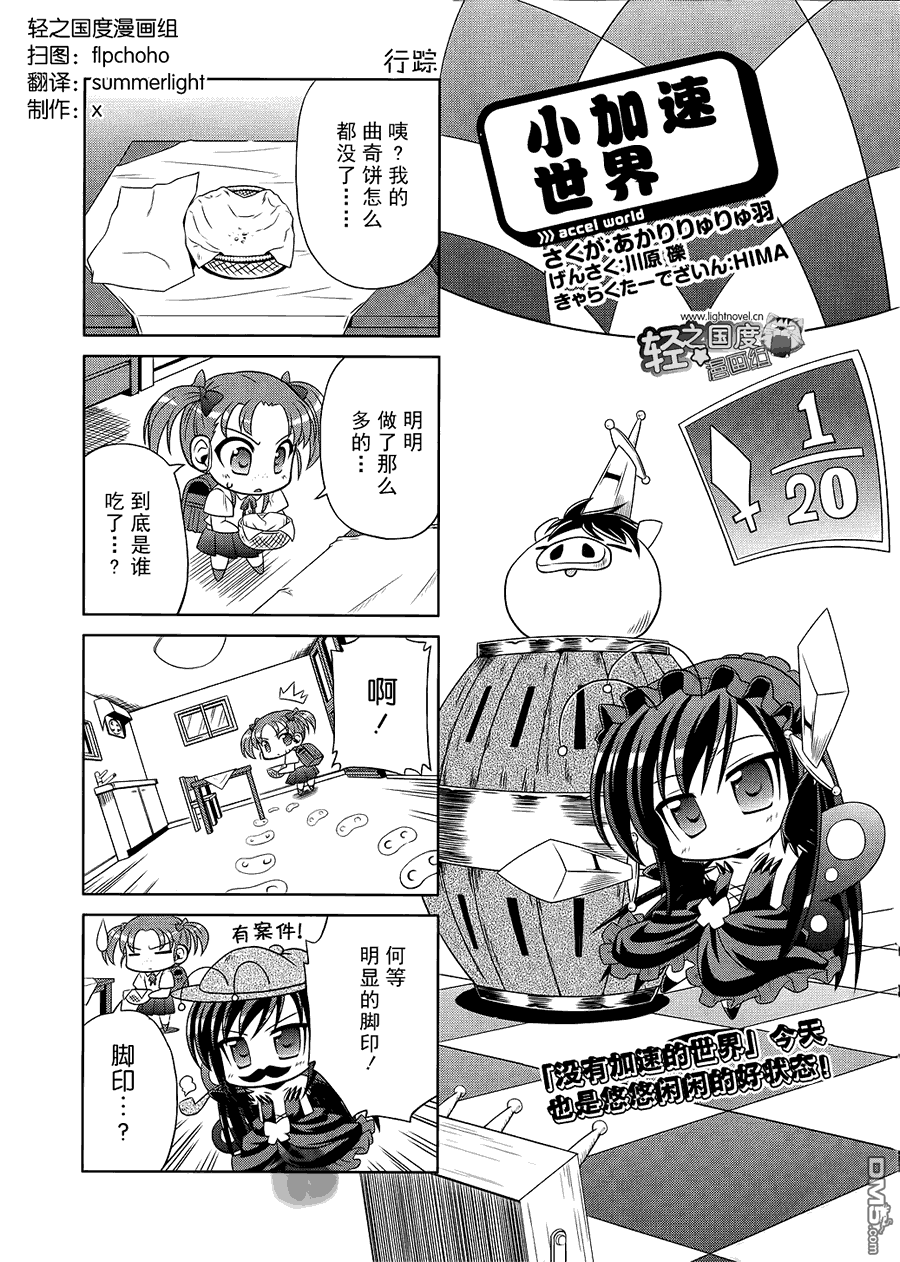 轻之国度漫画组
扫图：flpchoho
翻译：summerlight
制作：x
行踪
咦？我的
曲奇饼怎么
都没了……
明明
做了那么
多的…
到底是谁
吃了…？
啊！
有案件！
何等
明显的脚印！
脚印…？
小加速
世界
accel world
さくが：あかりりゅりゅ羽
げんさく：川原 礫
きゃらくたーでざいん：HIMA
www.lightnovel.cn
轻之国度
漫画组
1
20
「没有加速的世界」今天
也是悠悠闲闲的好状态！
DM5.com